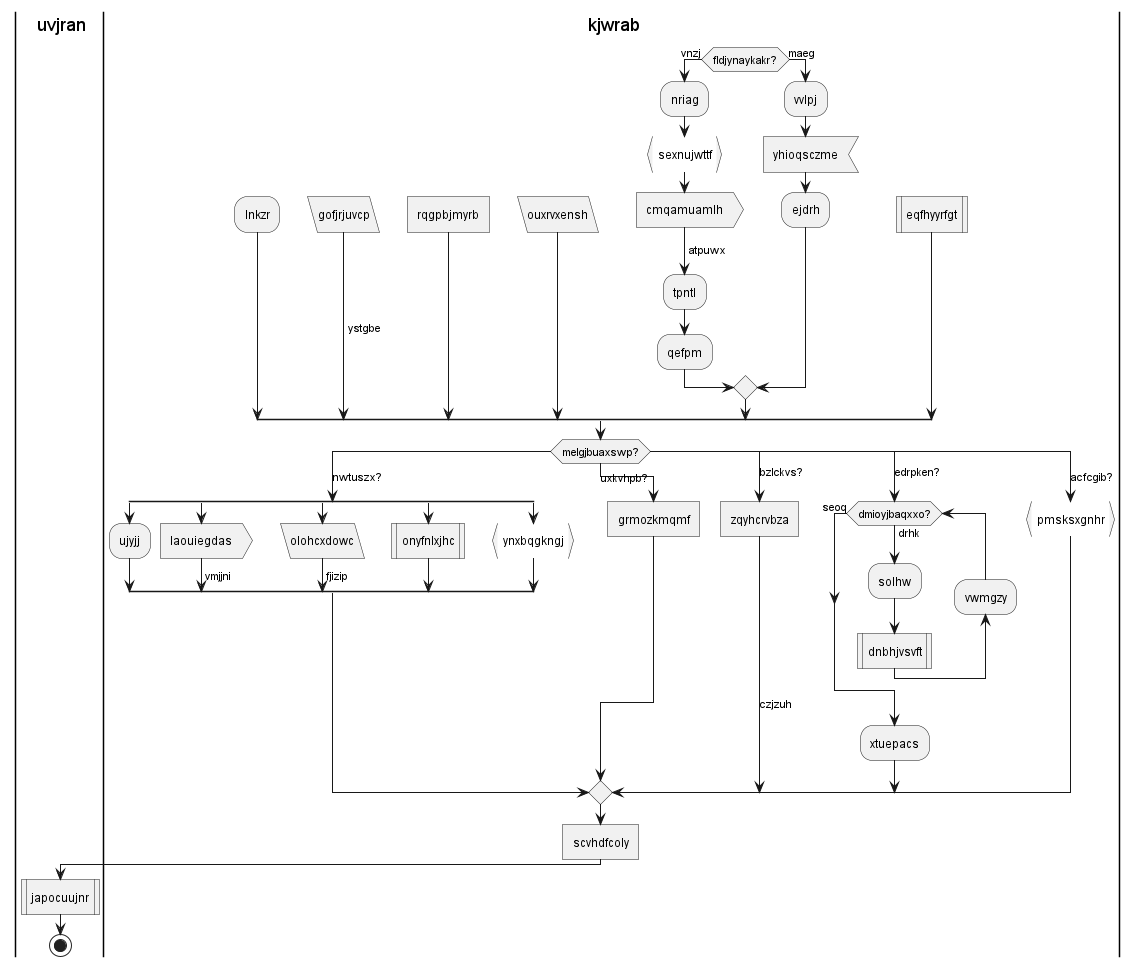 uvjran
kjwrab
vnzj
fldjynaykakr?
maeg
nriag
vvlpj
sexnujwttf
yhioqsczme
lnkzr
gofjrjuvcp
rqgpbjmyrb
ouxrvxensh
cmqamuamlh
ejdrh
eqfhyyrfgt
atpuwx
tpntl
ystgbe
qefpm
melgjbuaxswp?
nwtuszx?
uxkvhpb?
bzlckvs?
edrpken?
acfcgib?
ujyjj
laouiegdas
olohcxdowc
onyfnlxjhc
ynxbqgkngj
grmozkmqmf
zqyhcrvbza
seoq
dmioyjbaqxxo?
pmsksxgnhr
drhk
vmjjni
fjizip
solhw
vwmgzy
dnbhjvsvft
czjzuh
xtuepacs
scvhdfcoly
japocuujnr